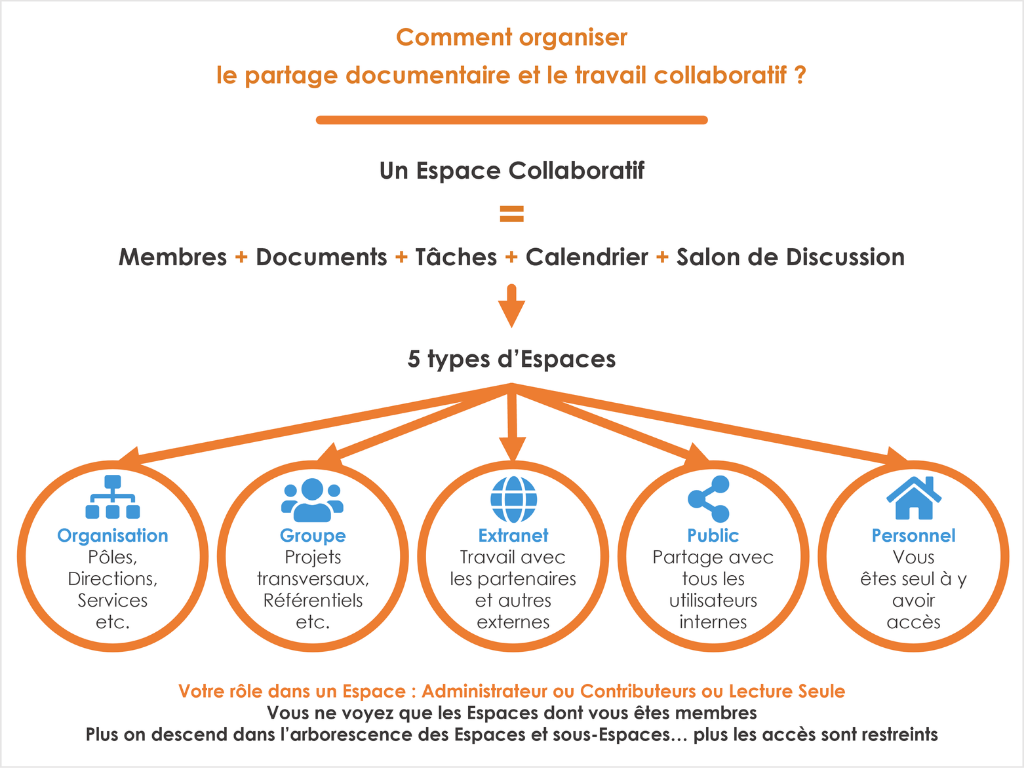 Comment organiser
le partage documentaire et le travail collaboratif ?
Un Espace Collaboratif
=
Membres + Documents + Tâches + Calendrier + Salon de Discussion
5 types d’Espaces
Organisation
Pôles,
Directions,
Services
etc.
Groupe
Projets
transversaux,
Référentiels
etc.
Extranet
Travail avec
les partenaires
et autres
externes
Public
Partage avec
tous les
utilisateurs
internes
Personnel
Vous
êtes seul à y
avoir
accès
Votre rôle dans un Espace : Administrateur ou Contributeurs ou Lecture Seule
Vous ne voyez que les Espaces dont vous êtes membres
Plus on descend dans l’arborescence des Espaces et sous-Espaces… plus les accès sont restreints